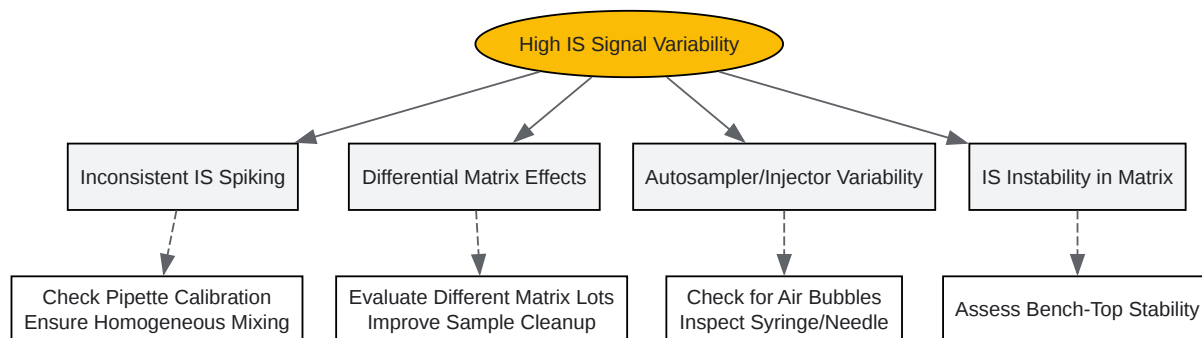 High IS Signal Variability
Inconsistent IS Spiking
Differential Matrix Effects
Autosampler/Injector Variability
IS Instability in Matrix
Check Pipette Calibration
Ensure Homogeneous Mixing
Evaluate Different Matrix Lots
Improve Sample Cleanup
Check for Air Bubbles
Inspect Syringe/Needle
Assess Bench-Top Stability